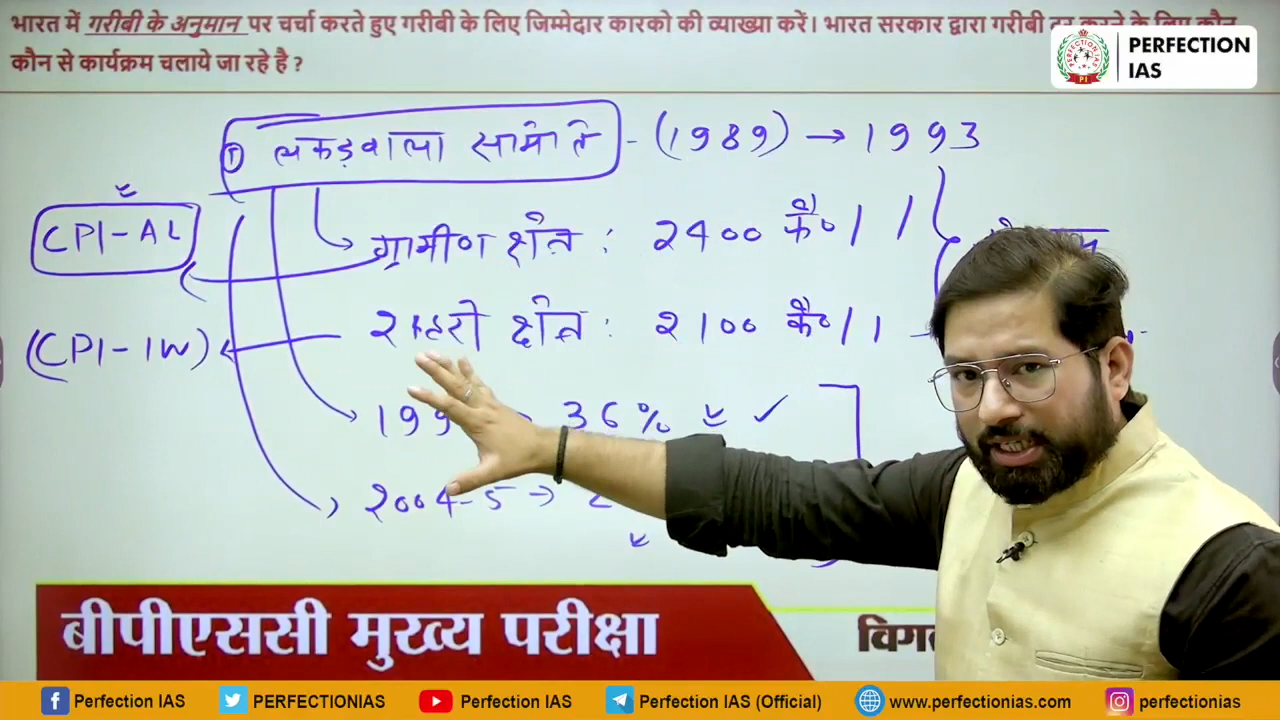 भारत में गरीबी के अनुमान पर चर्चा करते हुए गरीबी के लिए जिम्मेदार कारको की व्याख्या करें। भारत सरकार द्वारा गरीबी दूर करने के लिए कौन
कौन से कार्यक्रम चलाये जा रहे है ?
PERFECTION
IAS
① लकड़वाला समिति - (1989) → 1993
CPI-AL
ग्रामीण क्षेत्र : 2400 कै०/
(CPI-IW)
शहरी क्षेत्र : 2100 कै०/
36%
2004-5 →
बीपीएससी मुख्य परीक्षा
Perfection IAS
PERFECTIONIAS
Perfection IAS
Perfection IAS (Official)
www.perfectionias.com
perfectionias